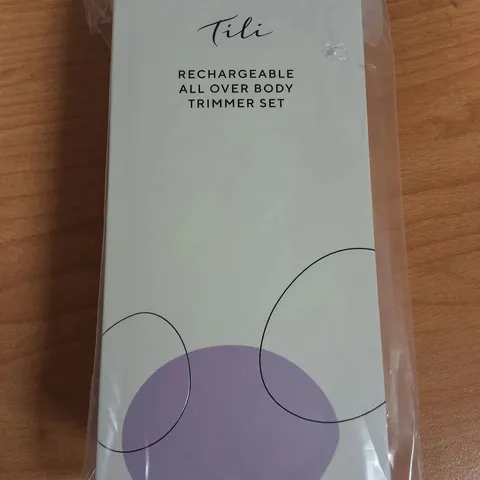 Tili
RECHARGEABLE
ALL OVER BODY
TRIMMER SET